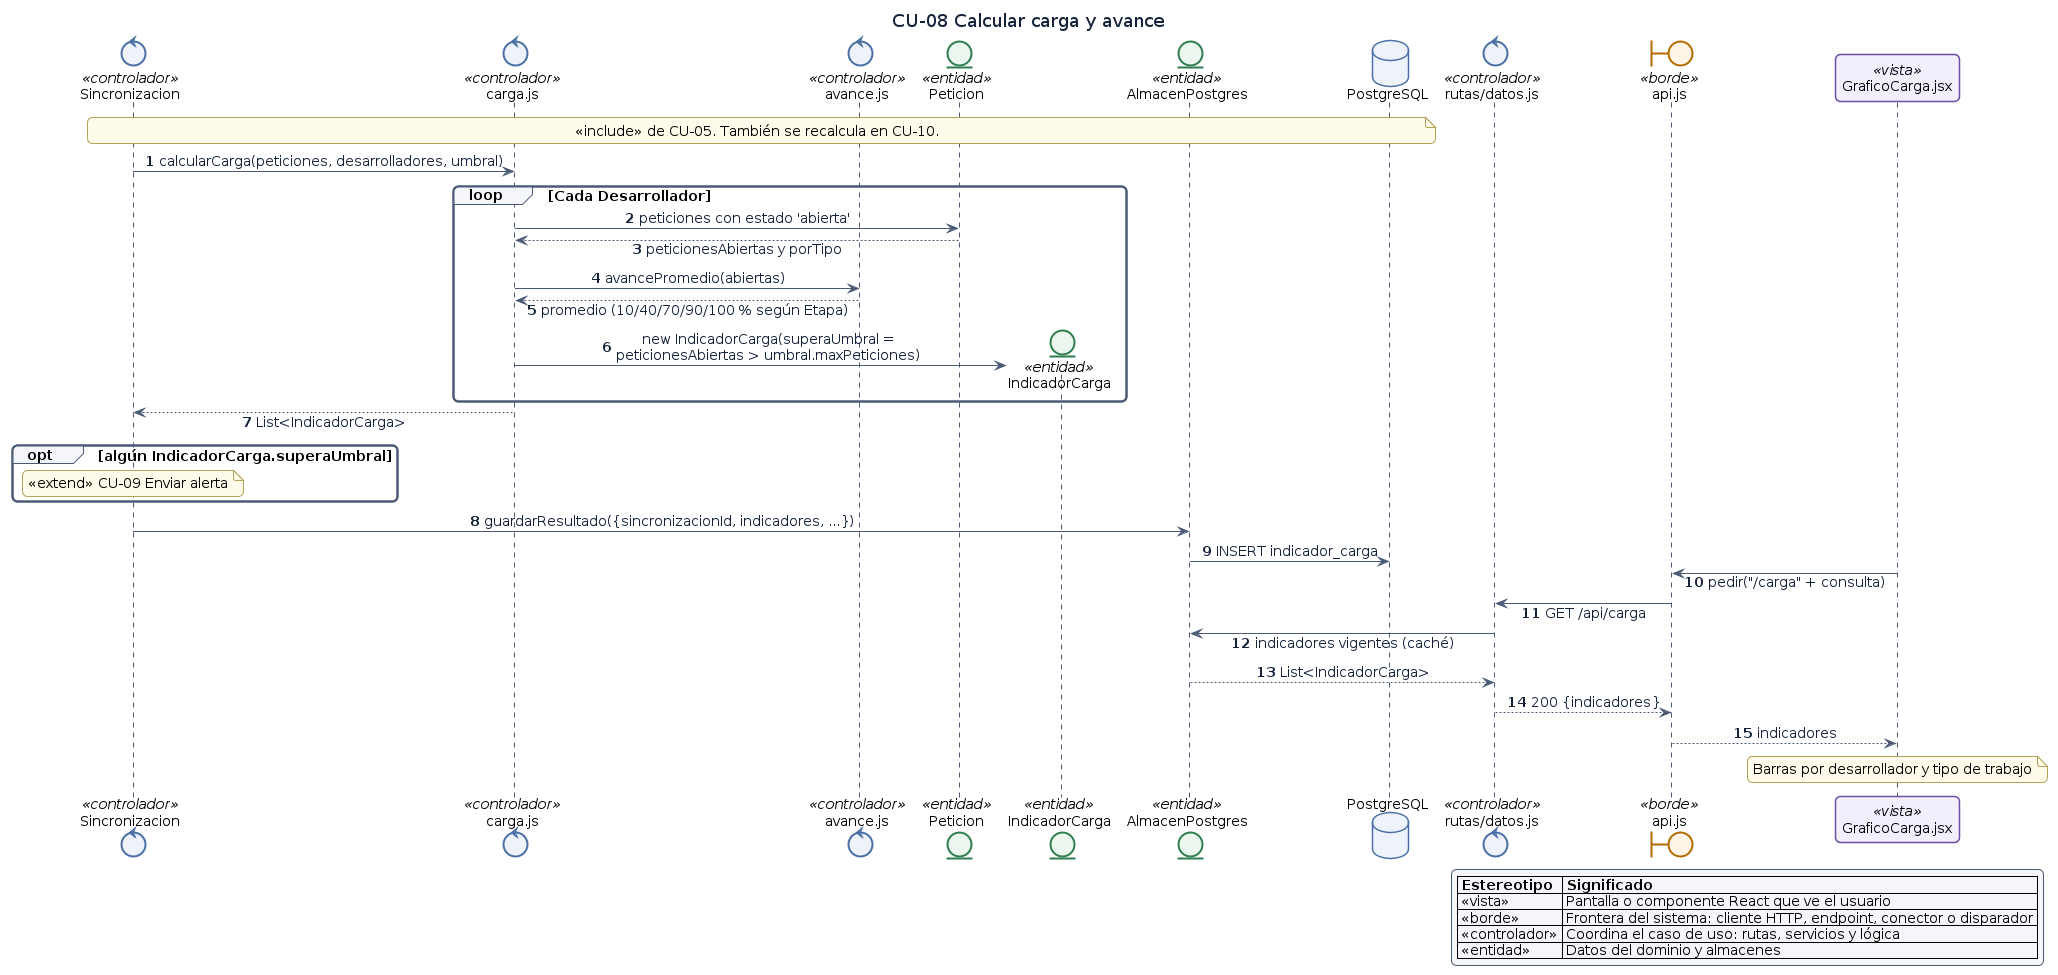 CU-08 Calcular carga y avance
«controlador»
Sincronizacion
«controlador»
carga.js
«controlador»
avance.js
«entidad»
Peticion
«entidad»
AlmacenPostgres
PostgreSQL
«controlador»
rutas/datos.js
«borde»
api.js
«vista»
GraficoCarga.jsx
«include» de CU-05. También se recalcula en CU-10.
1 calcularCarga(peticiones, desarrolladores, umbral)
loop [Cada Desarrollador]
2 peticiones con estado 'abierta'
3 peticionesAbiertas y porTipo
4 avancePromedio(abiertas)
5 promedio (10/40/70/90/100 % según Etapa)
6 new IndicadorCarga(superaUmbral =
peticionesAbiertas > umbral.maxPeticiones)
«entidad»
IndicadorCarga
7 List<IndicadorCarga>
opt [algún IndicadorCarga.superaUmbral]
«extend» CU-09 Enviar alerta
8 guardarResultado({sincronizacionId, indicadores, ...})
9 INSERT indicador_carga
10 pedir("/carga" + consulta)
11 GET /api/carga
12 indicadores vigentes (caché)
13 List<IndicadorCarga>
14 200 {indicadores}
15 indicadores
Barras por desarrollador y tipo de trabajo
«controlador»
Sincronizacion
«controlador»
carga.js
«controlador»
avance.js
«entidad»
Peticion
«entidad»
IndicadorCarga
«entidad»
AlmacenPostgres
PostgreSQL
«controlador»
rutas/datos.js
«borde»
api.js
«vista»
GraficoCarga.jsx
Estereotipo Significado
«vista» Pantalla o componente React que ve el usuario
«borde» Frontera del sistema: cliente HTTP, endpoint, conector o disparador
«controlador» Coordina el caso de uso: rutas, servicios y lógica
«entidad» Datos del dominio y almacenes